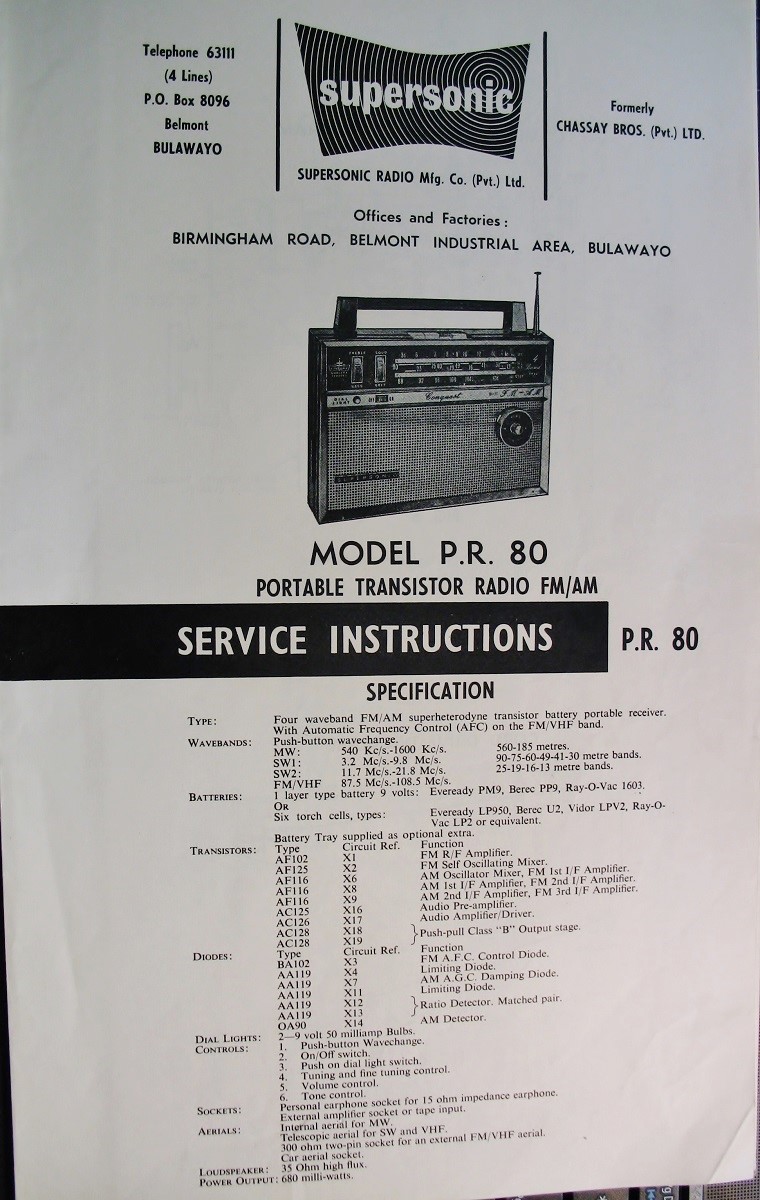 Telephone 63111
(4 Lines)
P.O. Box 8096
Belmont
BULAWAYO
supersonic
SUPERSONIC RADIO Mfg. Co. (Pvt.) Ltd.
Formerly
CHASSAY BROS. (Pvt.) LTD.
Offices and Factories:
BIRMINGHAM ROAD, BELMONT INDUSTRIAL AREA, BULAWAYO
Conquest FM-AM
MODEL P.R. 80
PORTABLE TRANSISTOR RADIO FM/AM
SERVICE INSTRUCTIONS P.R. 80
SPECIFICATION
TYPE: Four waveband FM/AM superheterodyne transistor battery portable receiver.
With Automatic Frequency Control (AFC) on the FM/VHF band.
WAVEBANDS: Push-button wavechange.
MW: 540 Kc/s.-1600 Kc/s. 560-185 metres.
SW1: 3.2 Mc/s.-9.8 Mc/s. 90-75-60-49-41-30 metre bands.
SW2: 11.7 Mc/s.-21.8 Mc/s. 25-19-16-13 metre bands.
FM/VHF 87.5 Mc/s.-108.5 Mc/s.
BATTERIES: 1 layer type battery 9 volts: Eveready PM9, Berec PP9, Ray-O-Vac 1603.
OR
Six torch cells, types: Eveready LP950, Berec U2, Vidor LPV2, Ray-O-
Vac LP2 or equivalent.
Battery Tray supplied as optional extra.
TRANSISTORS: Type Circuit Ref. Function
AF102 X1 FM R/F Amplifier.
AF125 X2 FM Self Oscillating Mixer.
AF116 X6 AM Oscillator Mixer, FM 1st I/F Amplifier.
AF116 X8 AM 1st I/F Amplifier, FM 2nd I/F Amplifier.
AF116 X9 AM 2nd I/F Amplifier, FM 3rd I/F Amplifier.
AC125 X16 Audio Pre-amplifier.
AC126 X17 Audio Amplifier/Driver.
AC128 X18 }Push-pull Class "B" Output stage.
AC128 X19
DIODES: Type Circuit Ref. Function
BA102 X3 FM A.F.C. Control Diode.
AA119 X4 Limiting Diode.
AA119 X7 AM A.G.C. Damping Diode.
AA119 X11 Limiting Diode.
AA119 X12 }Ratio Detector. Matched pair.
AA119 X13
OA90 X14 AM Detector.
DIAL LIGHTS: 2—9 volt 50 milliamp Bulbs.
CONTROLS: 1. Push-button Wavechange.
2. On/Off switch.
3. Push on dial light switch.
4. Tuning and fine tuning control.
5. Volume control.
6. Tone control.
SOCKETS: Personal earphone socket for 15 ohm impedance earphone.
External amplifier socket or tape input.
AERIALS: Internal aerial for MW.
Telescopic aerial for SW and VHF.
300 ohm two-pin socket for an external FM/VHF aerial.
Car aerial socket.
LOUDSPEAKER: 35 Ohm high flux.
POWER OUTPUT: 680 milli-watts.